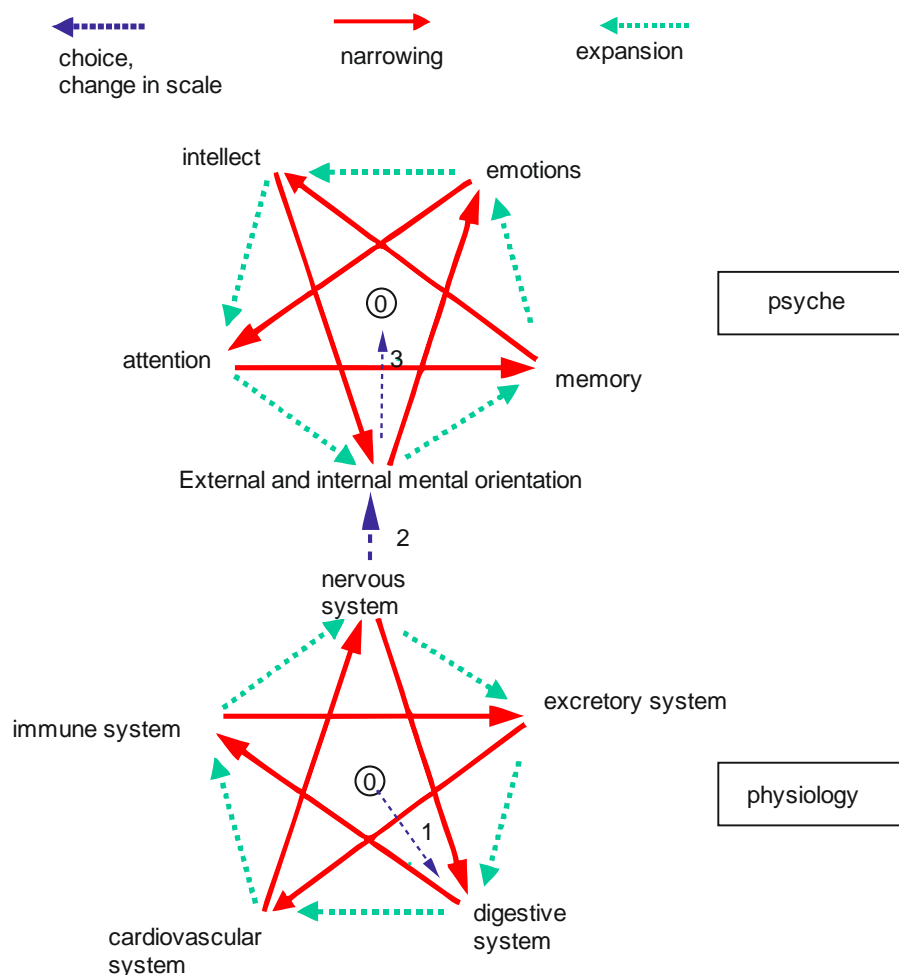 choice,
change in scale
narrowing
expansion
intellect
emotions
0
psyche
attention
3
memory
External and internal mental orientation
2
nervous
system
excretory system
immune system
0
physiology
1
digestive
system
cardiovascular
system